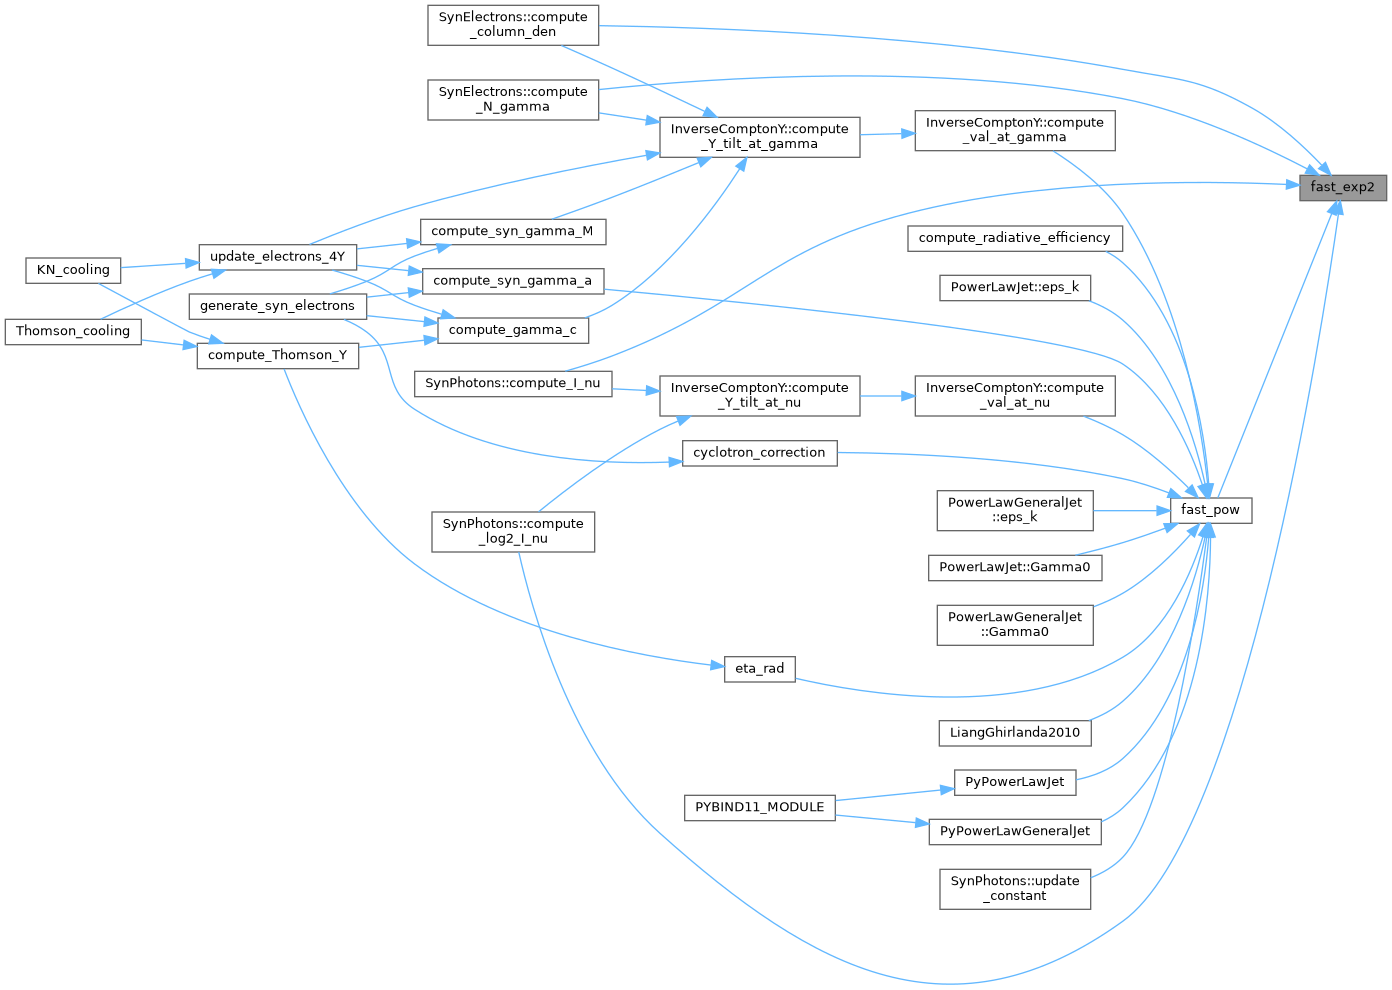 SynElectrons::compute
_column_den
SynElectrons::compute
_N_gamma
InverseComptonY::compute
_Y_tilt_at_gamma
InverseComptonY::compute
_val_at_gamma
fast_exp2
compute_syn_gamma_M
compute_radiative_efficiency
update_electrons_4Y
KN_cooling
compute_syn_gamma_a
PowerLawJet::eps_k
generate_syn_electrons
Thomson_cooling
compute_gamma_c
compute_Thomson_Y
SynPhotons::compute_I_nu
InverseComptonY::compute
_Y_tilt_at_nu
InverseComptonY::compute
_val_at_nu
cyclotron_correction
PowerLawGeneralJet
::eps_k
fast_pow
SynPhotons::compute
_log2_I_nu
PowerLawJet::Gamma0
PowerLawGeneralJet
::Gamma0
eta_rad
LiangGhirlanda2010
PyPowerLawJet
PYBIND11_MODULE
PyPowerLawGeneralJet
SynPhotons::update
_constant